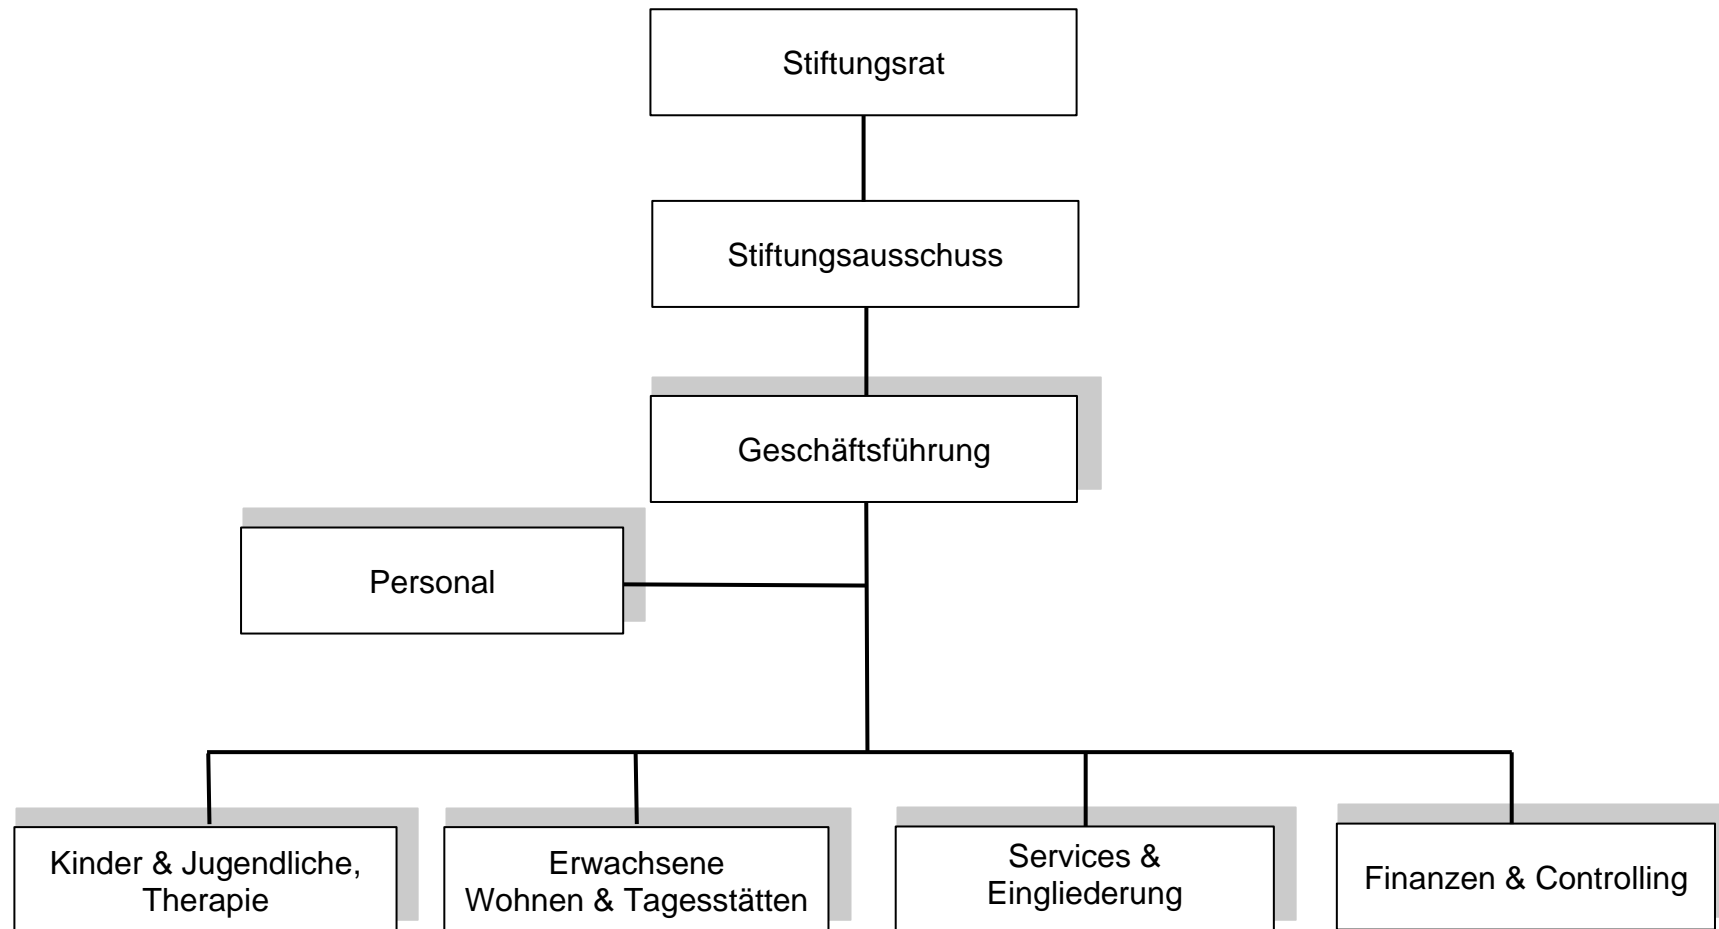 Stiftungsrat
Stiftungsausschuss
Geschäftsführung
Personal
Kinder & Jugendliche,
Therapie
Erwachsene
Wohnen & Tagesstätten
Services &
Eingliederung
Finanzen & Controlling